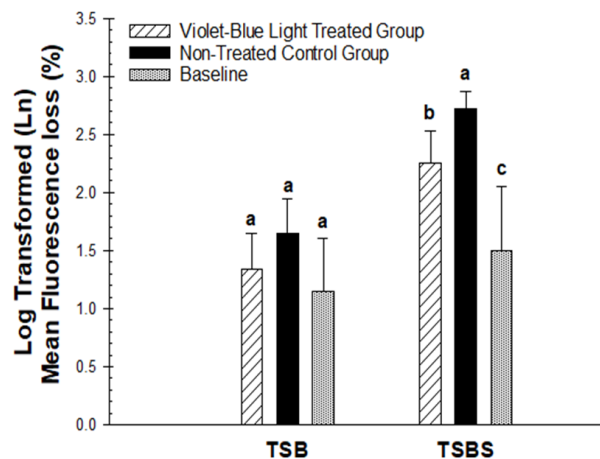 Violet-Blue Light Treated Group
Non-Treated Control Group
Baseline
Log Transformed (Ln)
Mean Fluorescence loss (%)
3.5
3.0
2.5
2.0
1.5
1.0
0.5
0.0
a
a
a
b
a
c
TSB
TSBS